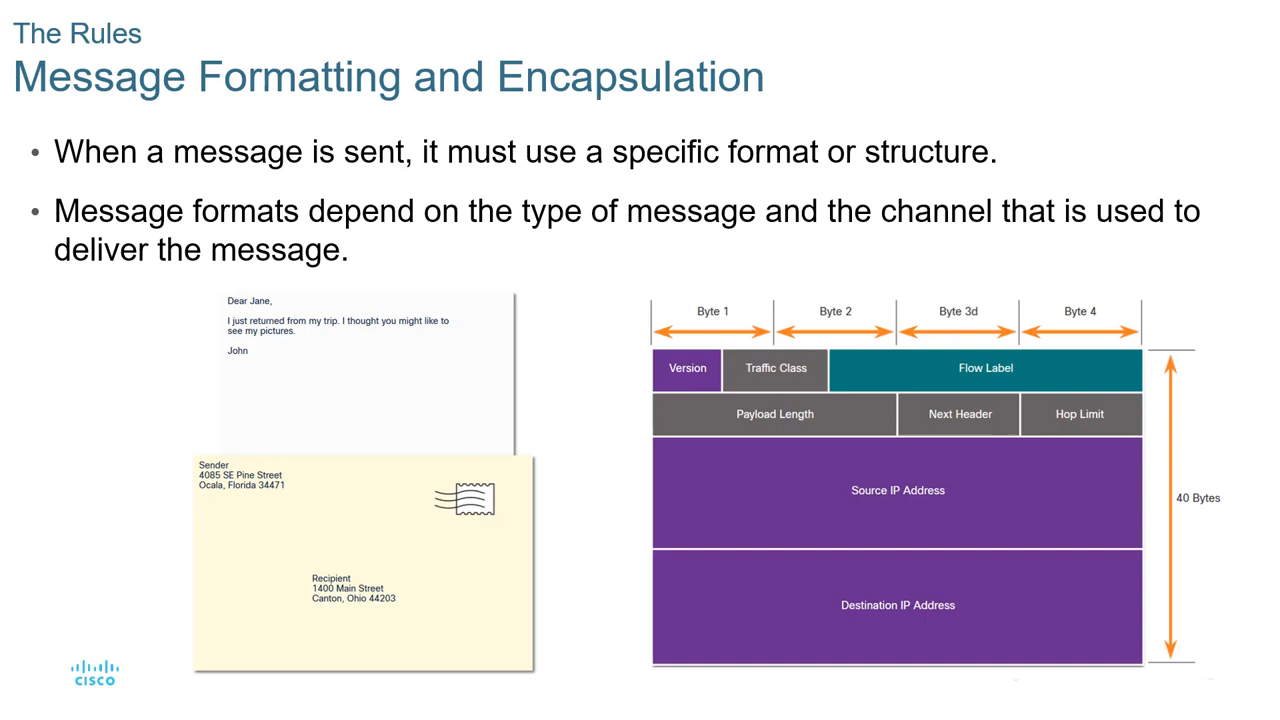 The Rules
Message Formatting and Encapsulation
• When a message is sent, it must use a specific format or structure.
• Message formats depend on the type of message and the channel that is used to
deliver the message.
Dear Jane,
I just returned from my trip. I thought you might like to
see my pictures.
John
Sender
4085 SE Pine Street
Ocala, Florida 34471
Recipient
1400 Main Street
Canton, Ohio 44203
Byte 1 Byte 2 Byte 3d Byte 4
Version Traffic Class Flow Label
Payload Length Next Header Hop Limit
Source IP Address
40 Bytes
Destination IP Address
CISCO